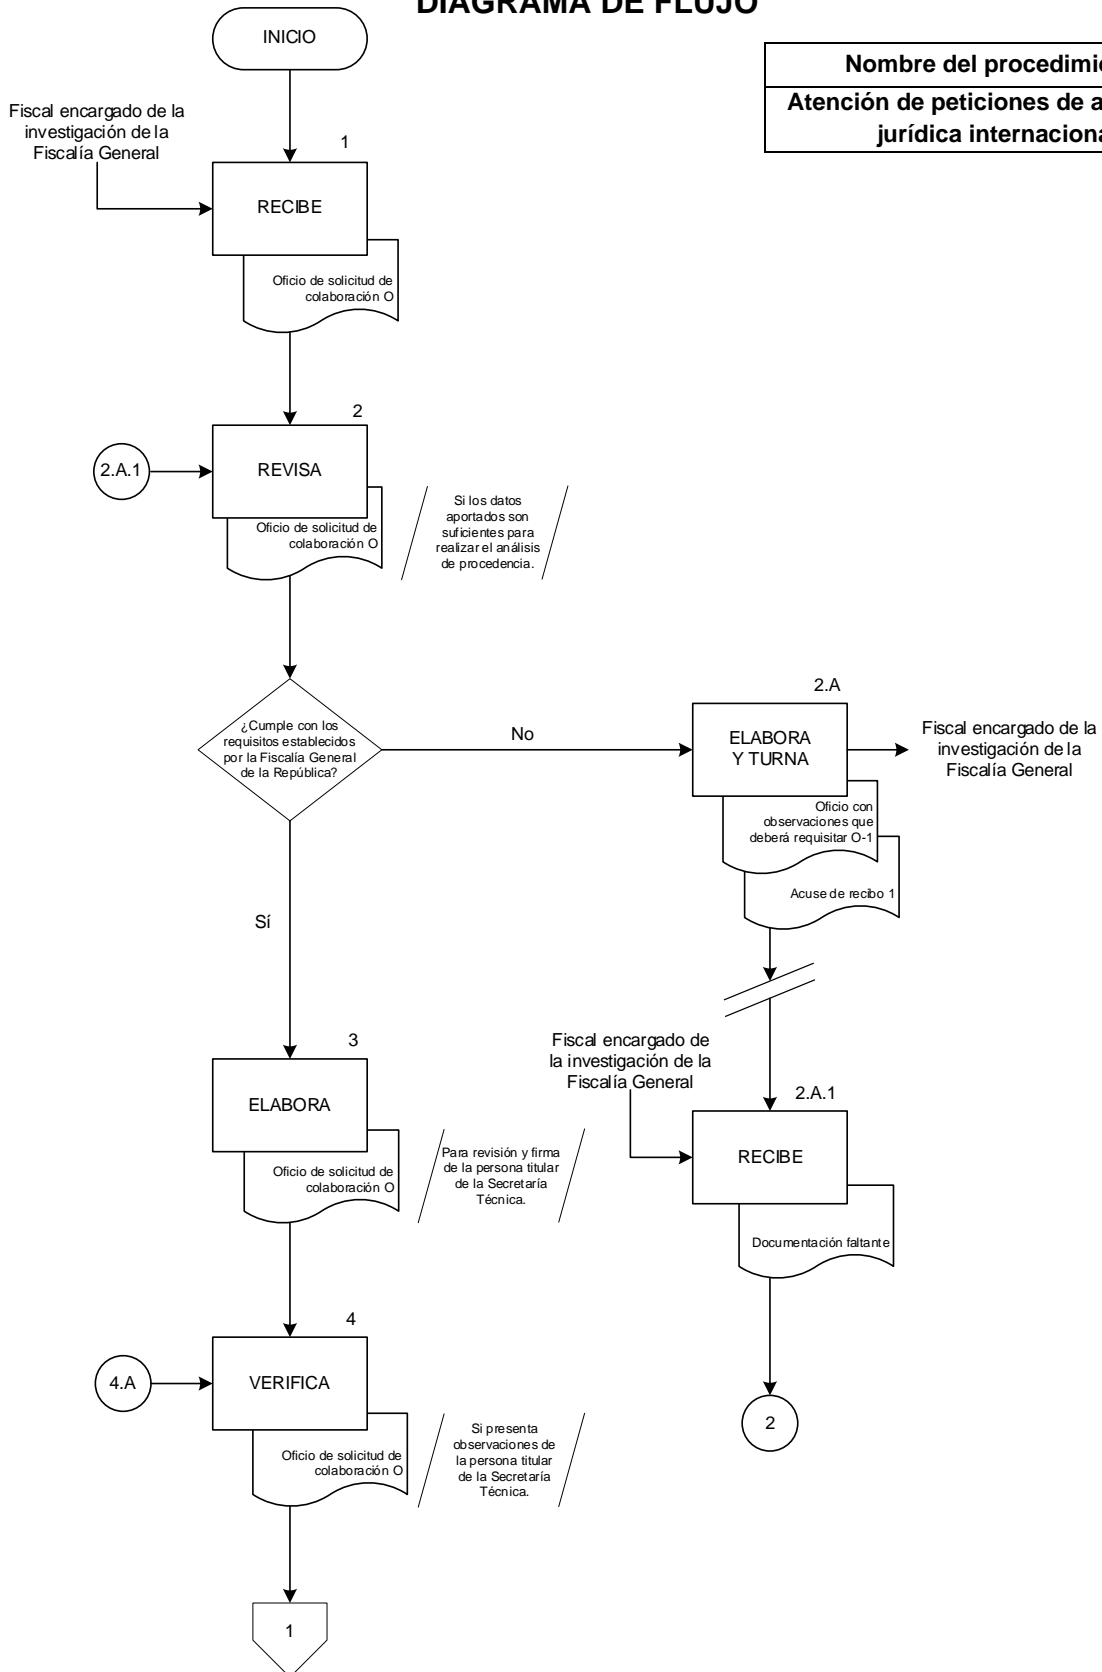 DIAGRAMA DE FLUJO
INICIO
Nombre del
Atención de peticiones de
jurídica
Fiscal encargado de la
investigación de la
Fiscalía General
1
RECIBE
Oficio de solicitud de
colaboración O
2
2.A.1
REVISA
Oficio de solicitud de
colaboración O
Si los datos
aportados son
suficientes para
realizar el análisis
de procedencia.
¿Cumple con los
requisitos establecidos
por la Fiscalía General
de la República?
No
2.A
ELABORA
Y TURNA
Fiscal encargado de la
investigación de la
Fiscalía General
Oficio con
observaciones que
deberá requisitar O-1
Acuse de recibo 1
Sí
3
ELABORA
Oficio de solicitud de
colaboración O
Para revisión y firma
de la persona titular
de la Secretaría
Técnica.
Fiscal encargado de
la investigación de la
Fiscalía General
2.A.1
RECIBE
Documentación faltante
2
4
4.A
VERIFICA
Oficio de solicitud de
colaboración O
Si presenta
observaciones de
la persona titular
de la Secretaría
Técnica.
1